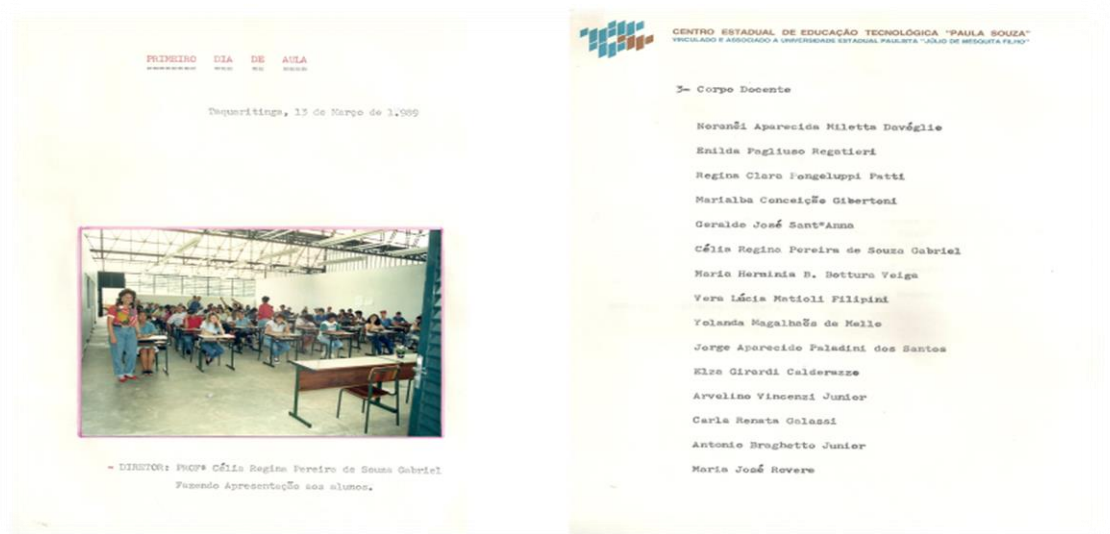 PRIMEIRO DIA DE AULA
Taquaritinga, 13 de Março de 1.989
- DIRETOR: PROFª Célia Regina Pereira de Souza Gabriel
Fazendo Apresentação aos alunos.
CENTRO ESTADUAL DE EDUCAÇÃO TECNOLÓGICA "PAULA SOUZA"
VINCULADO E ASSOCIADO A UNIVERSIDADE ESTADUAL PAULISTA "JÚLIO DE MESQUITA FILHO"
3- Corpo Docente
Noranêi Aparecida Miletta Davóglio
Enilda Pagliuso Regatieri
Regina Clara Pongeluppi Patti
Marialba Conceição Gibertoni
Geraldo José Sant"Anna
Célia Regina Pereira de Souza Gabriel
Maria Herminia B. Bottura Veiga
Vera Lúcia Matioli Filipini
Yolanda Magalhães de Mello
Jorge Aparecido Paladini dos Santos
Elza Girardi Calderazzo
Arvelino Vincenzi Junior
Carla Renata Galassi
Antonio Braghetto Junior
Maria José Rovere